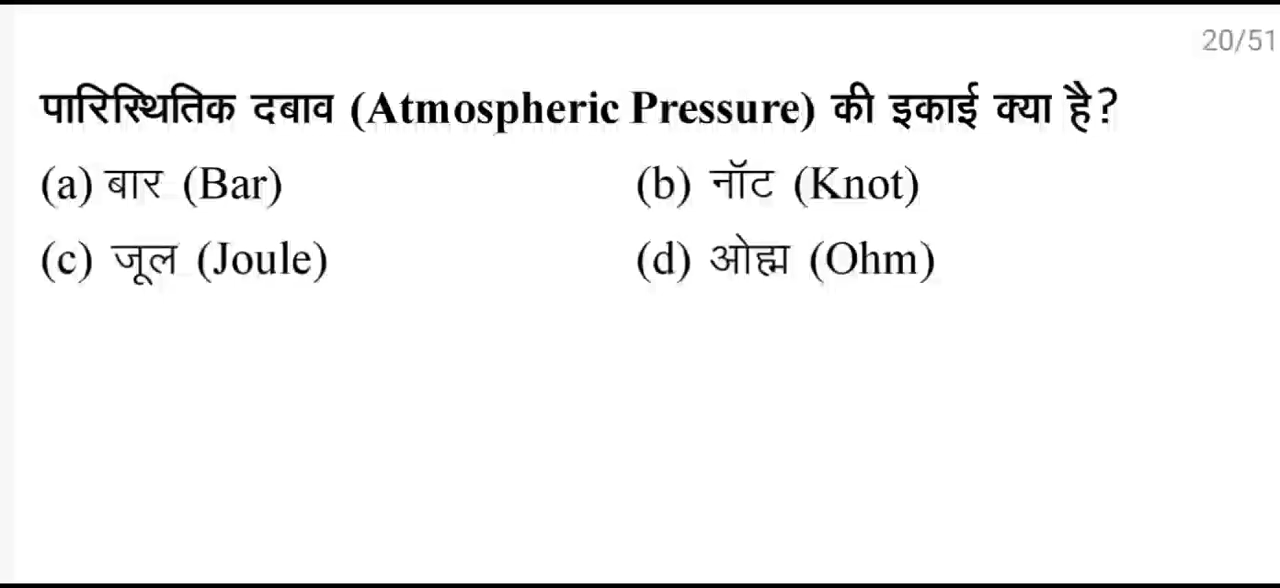 20/51
पारिस्थितिक दबाव (Atmospheric Pressure) की इकाई क्या है?
(a) बार (Bar) (b) नॉट (Knot)
(c) जूल (Joule) (d) ओह्म (Ohm)